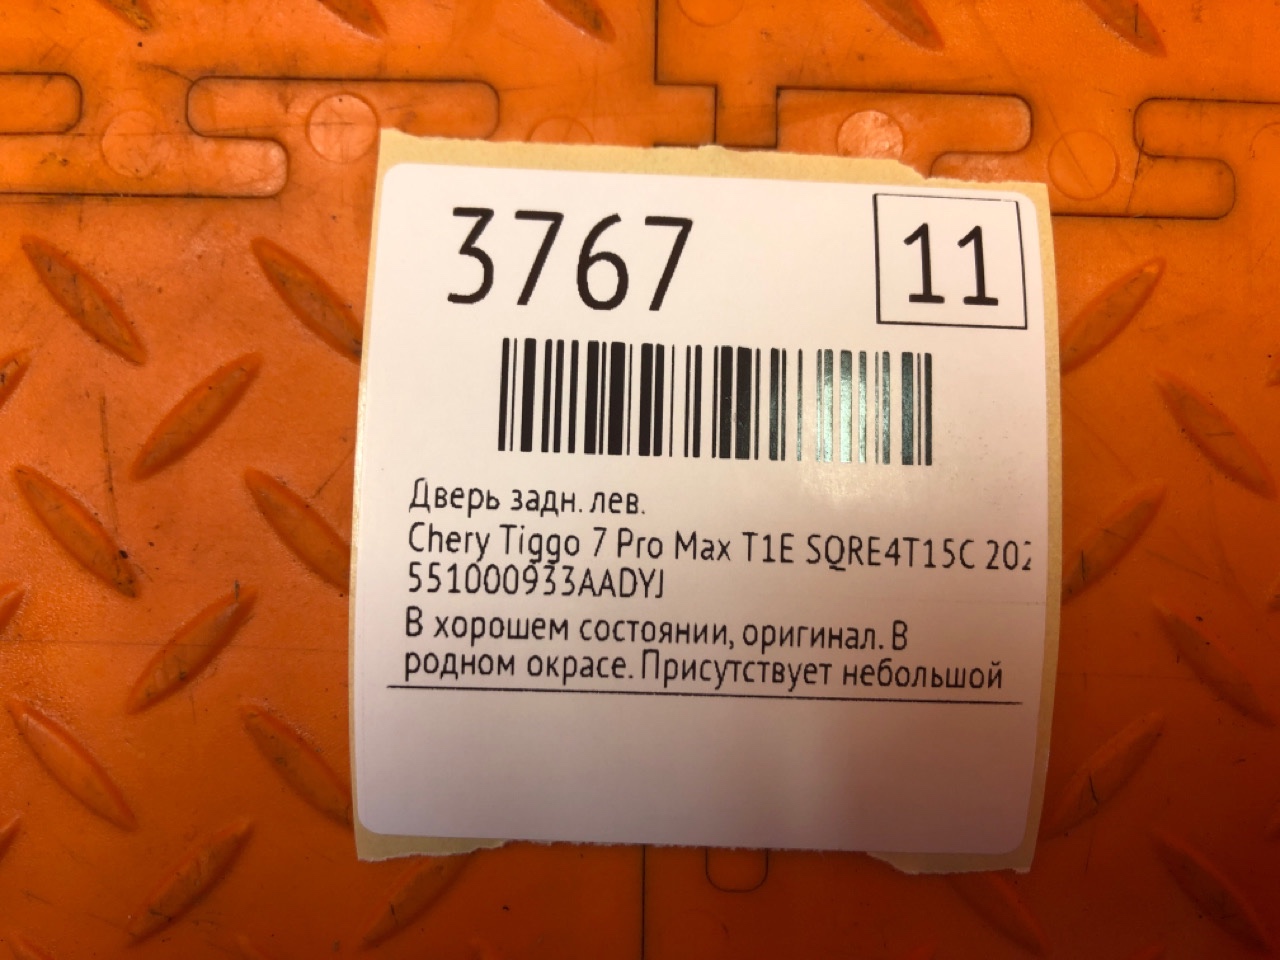 3767
11
Дверь задн. лев.
Chery Tiggo 7 Pro Max T1E SQRE4T15C 202
551000933AADYJ
В хорошем состоянии, оригинал. В
родном окрасе. Присутствует небольшой